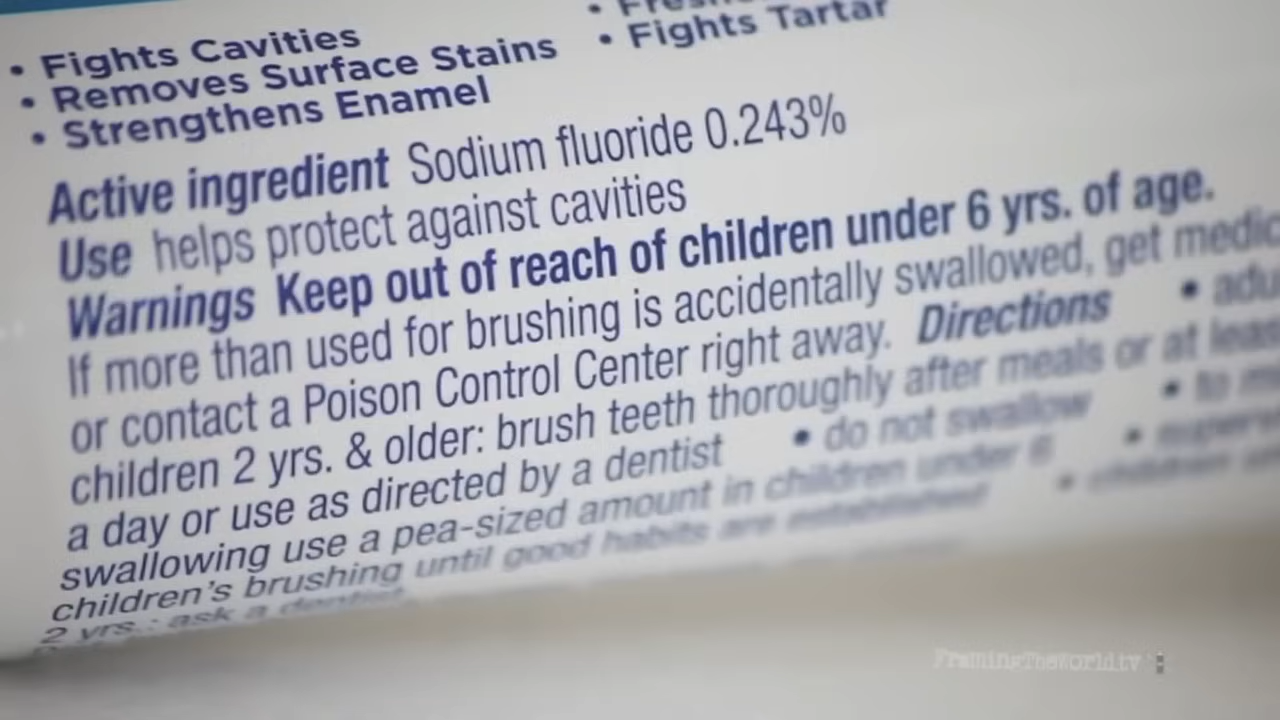 • Fights Cavities
• Removes Surface Stains
• Strengthens Enamel
• Fights Tartar
Active ingredient Sodium fluoride 0.243%
Use helps protect against cavities
Warnings Keep out of reach of children under 6 yrs. of age.
If more than used for brushing is accidentally swallowed, get
or contact a Poison Control Center right away. Directions •
children 2 yrs. & older: brush teeth thoroughly after meals or at
a day or use as directed by a dentist • do not swallow • to
swallowing use a pea-sized amount in children under 6 •
children's brushing until good habits are established • children
2 yrs.: ask a dentist
FramingTheWorld.tv